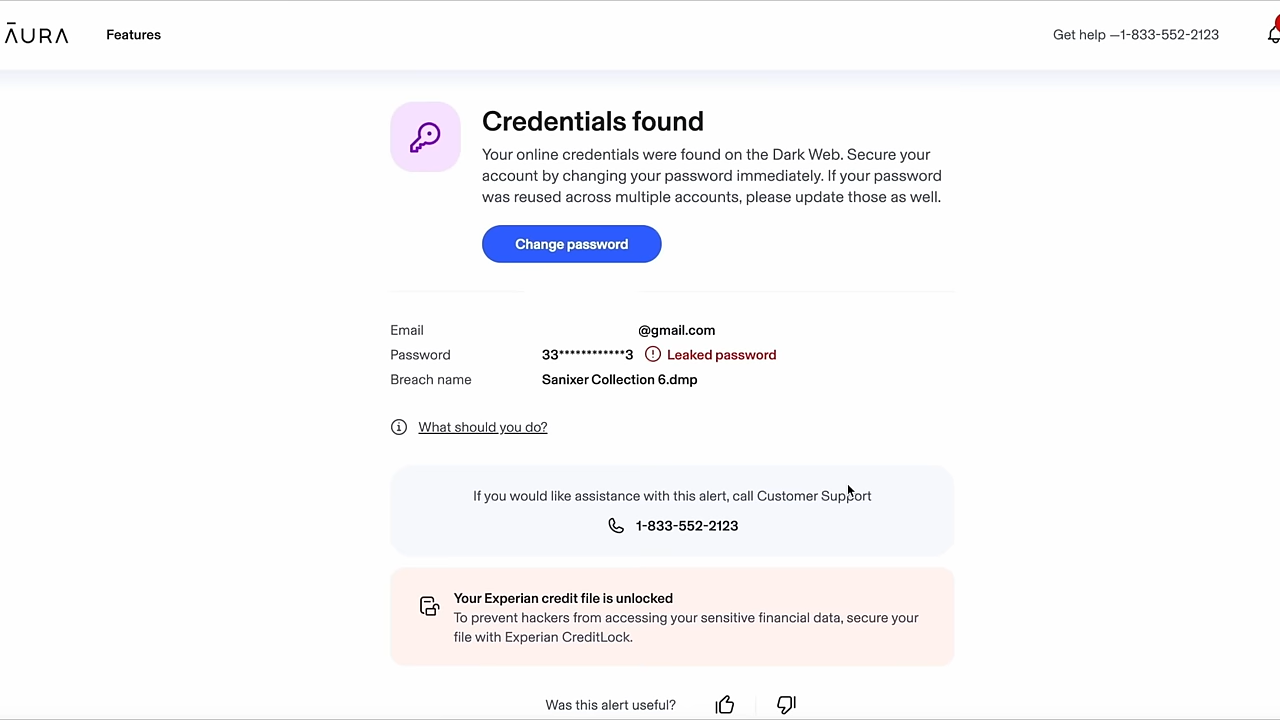 ĀURA Features Get help —1-833-552-2123
Credentials found
Your online credentials were found on the Dark Web. Secure your
account by changing your password immediately. If your password
was reused across multiple accounts, please update those as well.
Change password
Email @gmail.com
Password 33************3 Leaked password
Breach name Sanixer Collection 6.dmp
What should you do?
If you would like assistance with this alert, call Customer Support
1-833-552-2123
Your Experian credit file is unlocked
To prevent hackers from accessing your sensitive financial data, secure your
file with Experian CreditLock.
Was this alert useful?